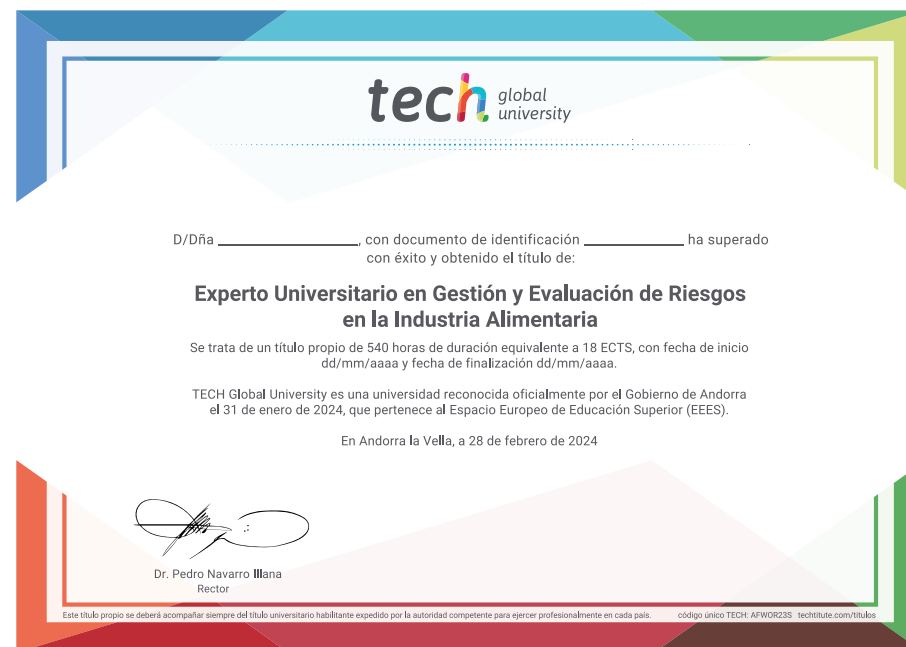 tech global university
D/Dña ____________________, con documento de identificación ______________ ha superado
con éxito y obtenido el título de:
Experto Universitario en Gestión y Evaluación de Riesgos
en la Industria Alimentaria
Se trata de un título propio de 540 horas de duración equivalente a 18 ECTS, con fecha de inicio
dd/mm/aaaa y fecha de finalización dd/mm/aaaa.
TECH Global University es una universidad reconocida oficialmente por el Gobierno de Andorra
el 31 de enero de 2024, que pertenece al Espacio Europeo de Educación Superior (EEES).
En Andorra la Vella, a 28 de febrero de 2024
Dr. Pedro Navarro Illana
Rector
Este título propio se deberá acompañar siempre del título universitario habilitante expedido por la autoridad competente para ejercer profesionalmente en cada país. código único TECH: AFWOR23S techtitute.com/titulos